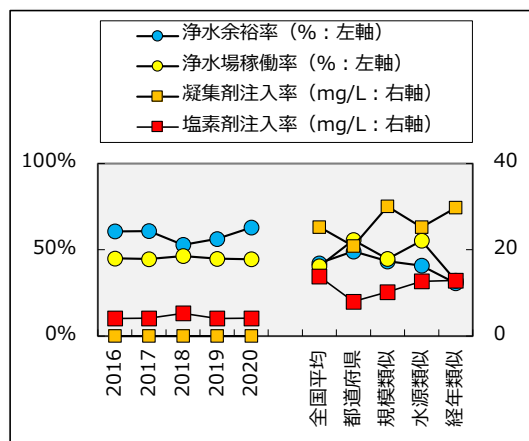 浄水余裕率（%：左軸）
浄水場稼働率（%：左軸）
凝集剤注入率（mg/L：右軸）
塩素剤注入率（mg/L：右軸）
100%
50%
0%
40
20
0
2016
2017
2018
2019
2020
全国平均
都道府県
規模類似
水源類似
経年類似